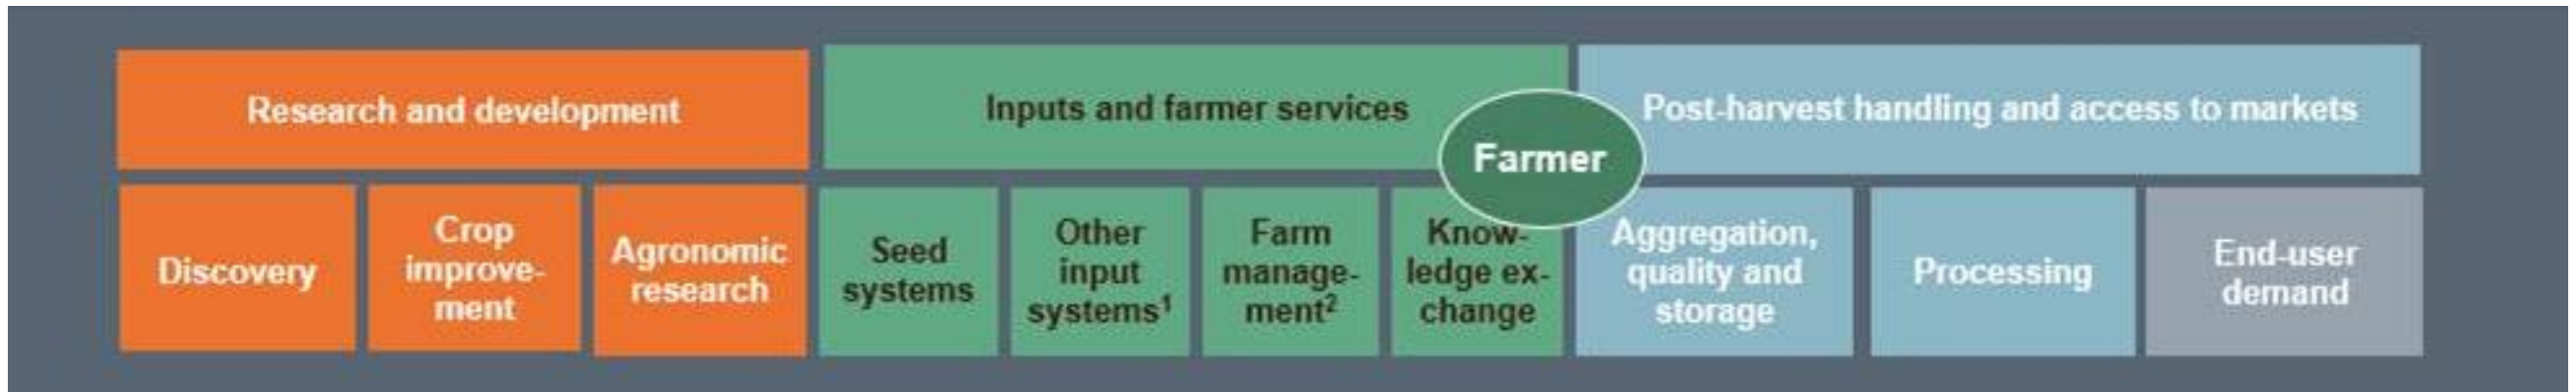 Research and development
Inputs and farmer services
Post-harvest handling and access to markets
Farmer
Discovery
Crop
improve-
ment
Agronomic
research
Seed
systems
Other
input
systems¹
Farm
manage-
ment²
Know-
ledge ex-
change
Aggregation,
quality and
storage
Processing
End-user
demand